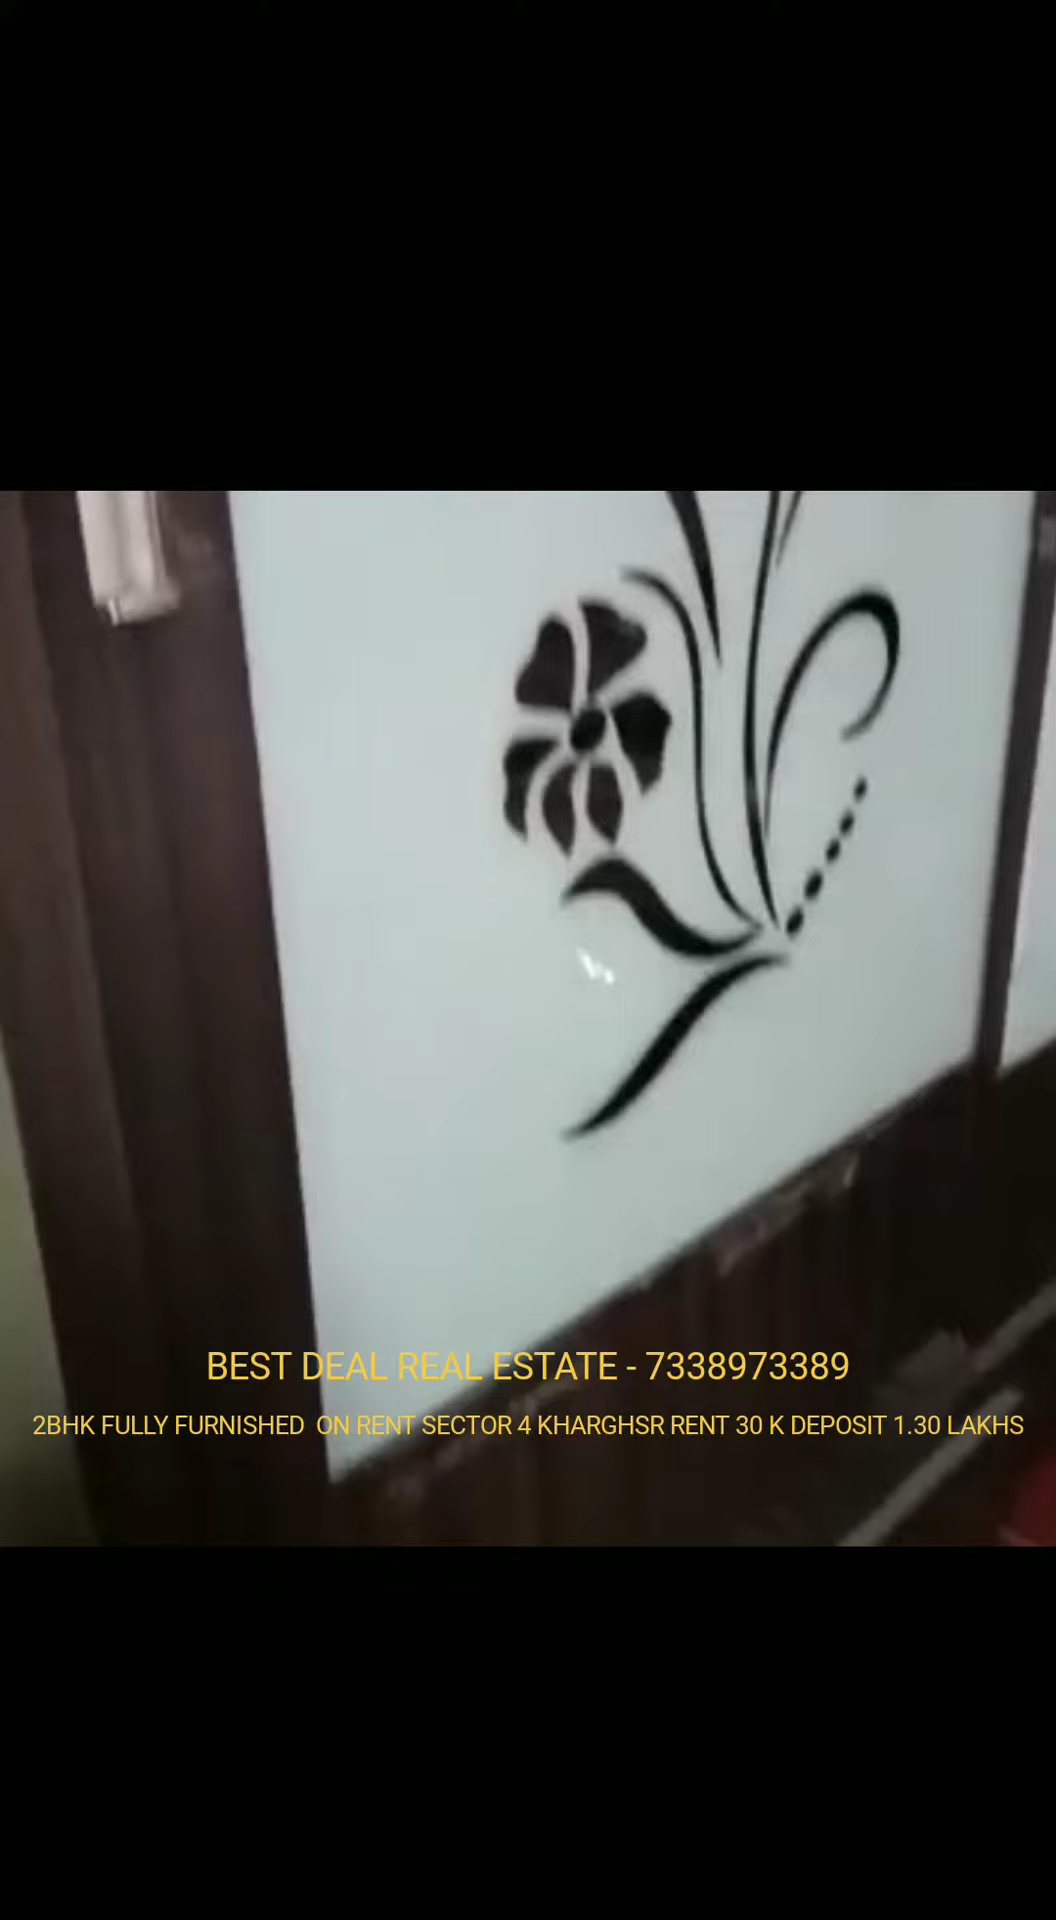 BEST DEAL REAL ESTATE - 7338973389
2BHK FULLY FURNISHED  ON RENT SECTOR 4 KHARGHSR RENT 30 K DEPOSIT 1.30 LAKHS